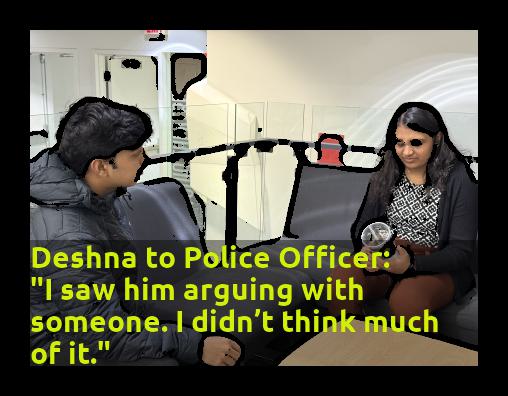 Deshna to Police Officer:
"I saw him arguing with
someone. I didn’t think much
of it."